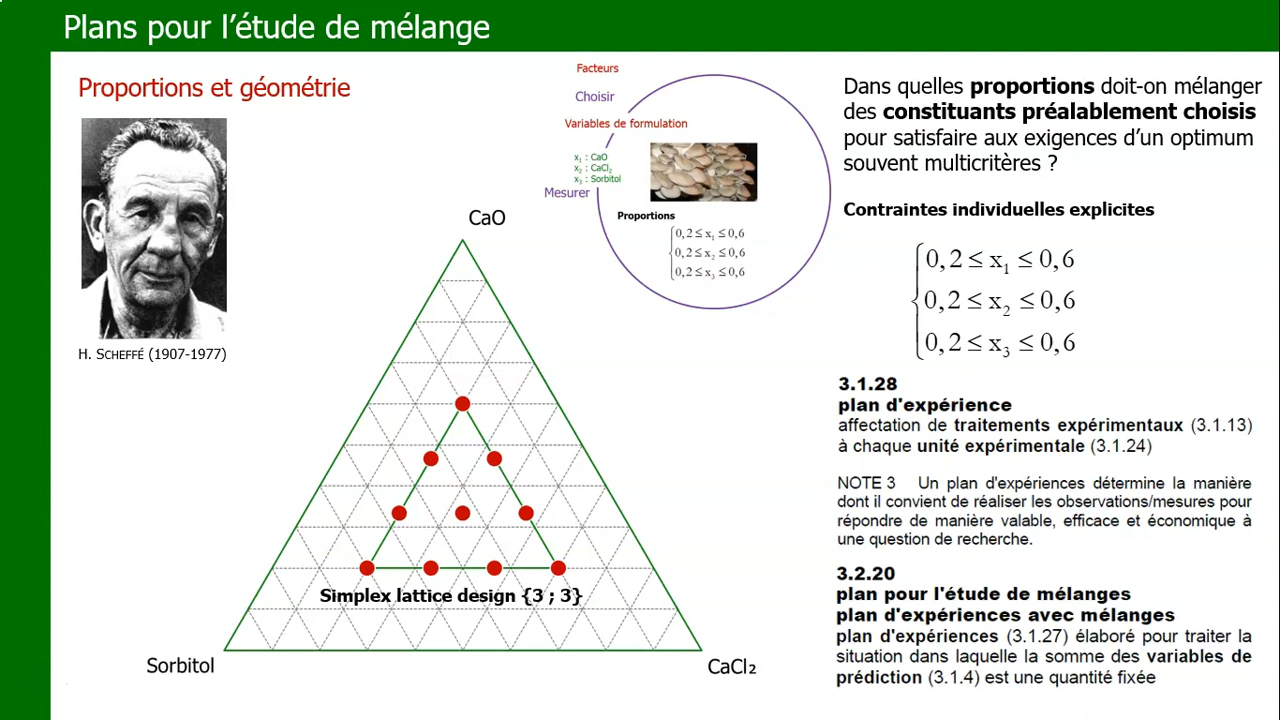 Plans pour l’étude de mélange
Proportions et géométrie
H. SCHEFFÉ (1907-1977)
Facteurs
Choisir
Variables de formulation
x₁ : CaO
x₂ : CaCl₂
x₃ : Sorbitol
Mesurer
Proportions
0,2 ≤ x₁ ≤ 0,6
0,2 ≤ x₂ ≤ 0,6
0,2 ≤ x₃ ≤ 0,6
CaO
Simplex lattice design {3 ; 3}
Sorbitol
CaCl₂
Dans quelles proportions doit-on mélanger
des constituants préalablement choisis
pour satisfaire aux exigences d’un optimum
souvent multicritères ?
Contraintes individuelles explicites
0,2 ≤ x₁ ≤ 0,6
0,2 ≤ x₂ ≤ 0,6
0,2 ≤ x₃ ≤ 0,6
3.1.28
plan d'expérience
affectation de traitements expérimentaux (3.1.13)
à chaque unité expérimentale (3.1.24)
NOTE 3 Un plan d'expériences détermine la manière
dont il convient de réaliser les observations/mesures pour
répondre de manière valable, efficace et économique à
une question de recherche.
3.2.20
plan pour l'étude de mélanges
plan d'expériences avec mélanges
plan d'expériences (3.1.27) élaboré pour traiter la
situation dans laquelle la somme des variables de
prédiction (3.1.4) est une quantité fixée